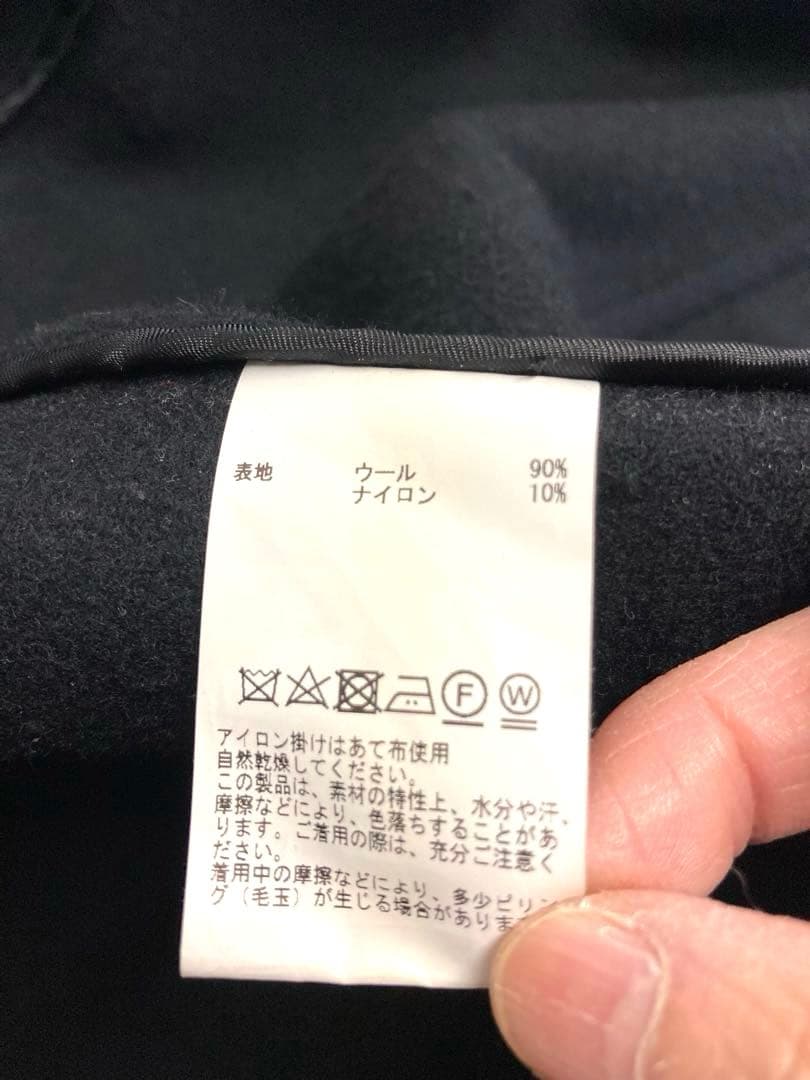 表地 ウール 90%
ナイロン 10%
F W
アイロン掛けはあて布使用
自然乾燥してください。
この製品は、素材の特性上、水分や汗、
摩擦などにより、色落ちすることがあ
ります。ご着用の際は、充分ご注意く
ださい。
着用中の摩擦などにより、多少ピリン
グ（毛玉）が生じる場合がありま